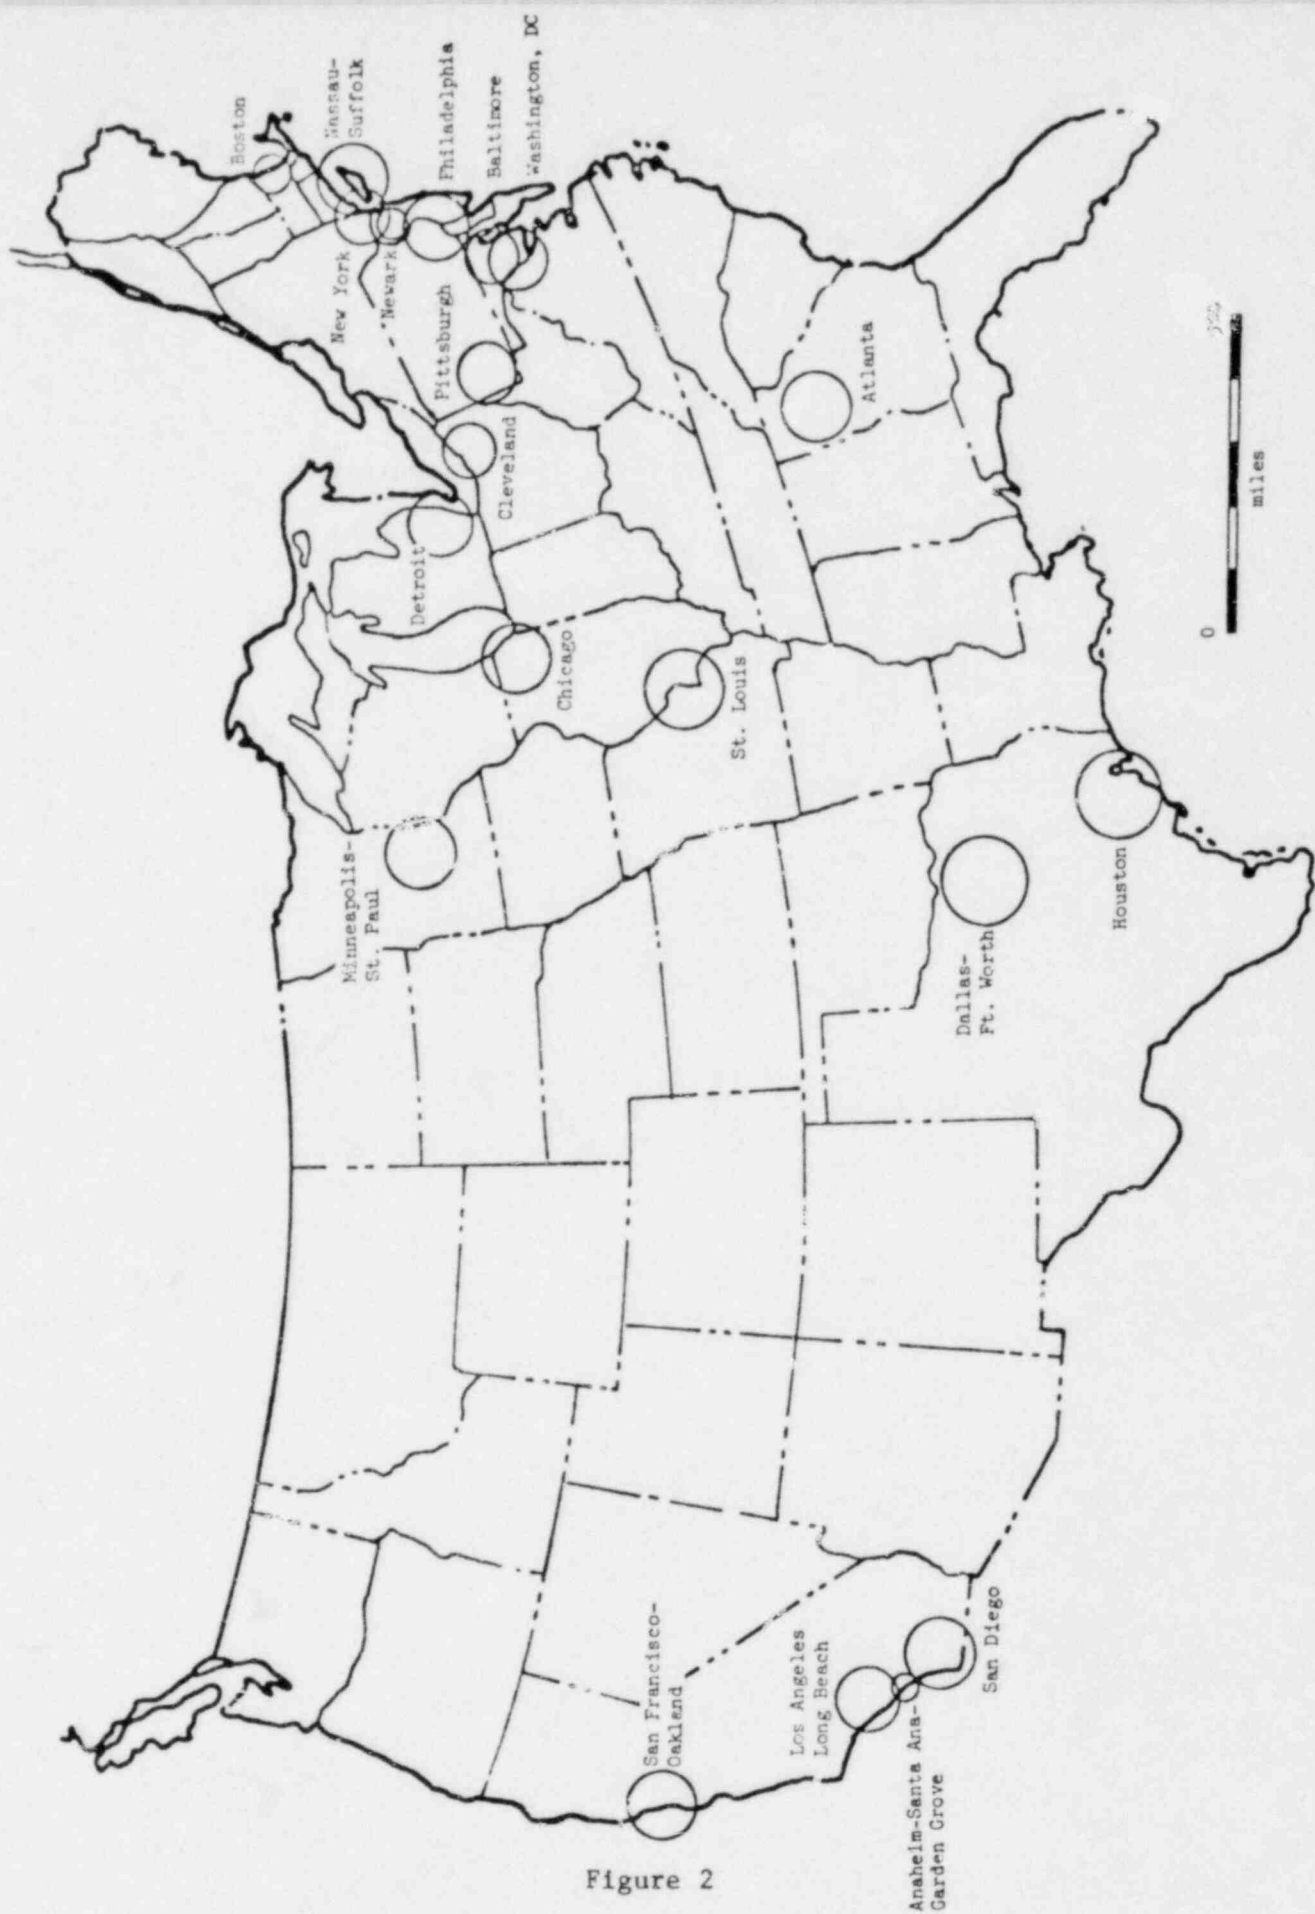 Boston
Nassau-
Suffolk
Philadelphia
Baltimore
Washington, DC
New York
Newark
Pittsburgh
Cleveland
Detroit
Chicago
St. Louis
Atlanta
Minneapolis-
St. Paul
Dallas-
Ft. Worth
Houston
San Francisco-
Oakland
Los Angeles
Long Beach
Anaheim-Santa Ana-
Garden Grove
San Diego
0
miles
Figure 2